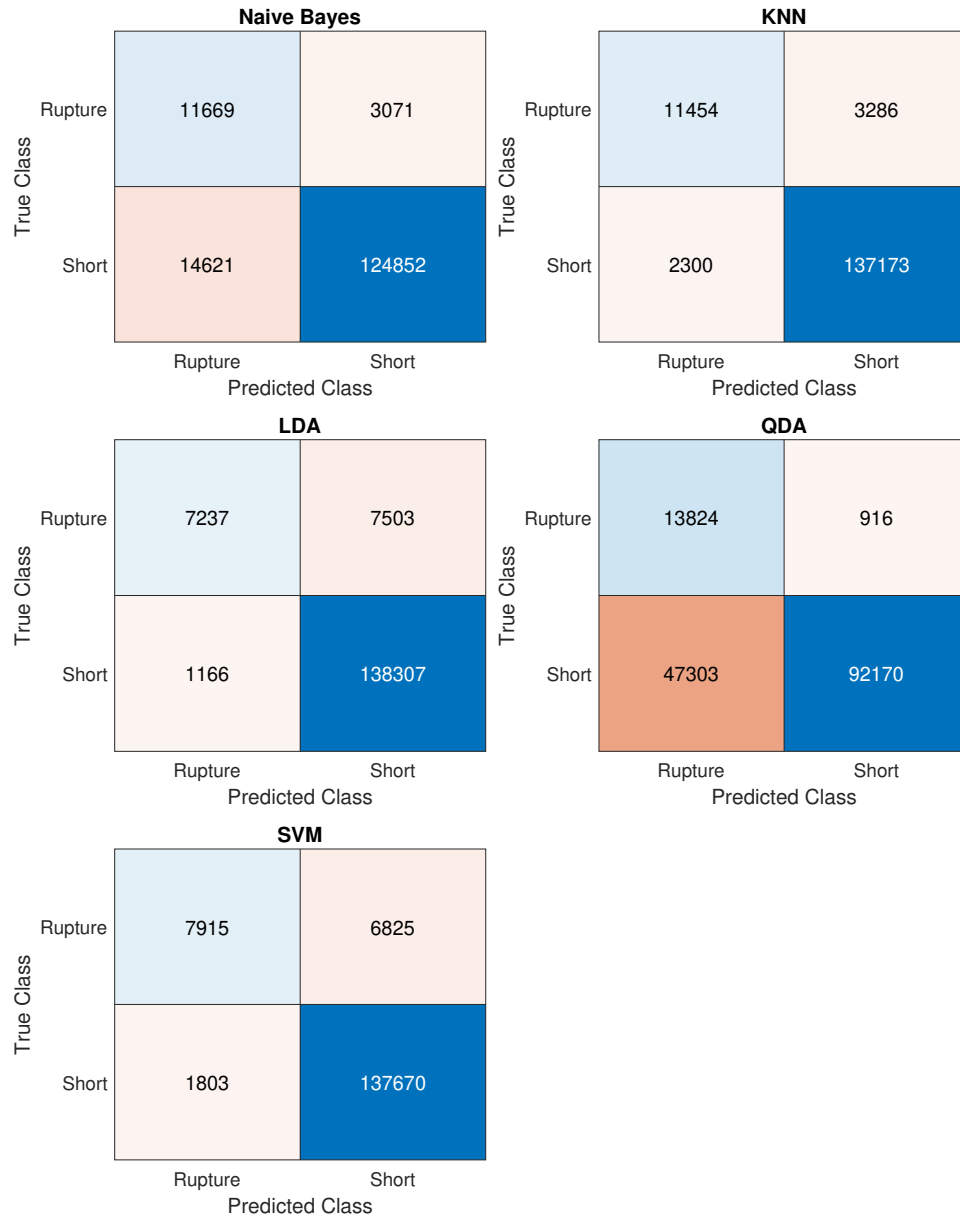 Naive Bayes
True Class
Rupture
11669
3071
Short
14621
124852
Rupture
Short
Predicted Class
KNN
True Class
Rupture
11454
3286
Short
2300
137173
Rupture
Short
Predicted Class
LDA
True Class
Rupture
7237
7503
Short
1166
138307
Rupture
Short
Predicted Class
QDA
True Class
Rupture
13824
916
Short
47303
92170
Rupture
Short
Predicted Class
SVM
True Class
Rupture
7915
6825
Short
1803
137670
Rupture
Short
Predicted Class